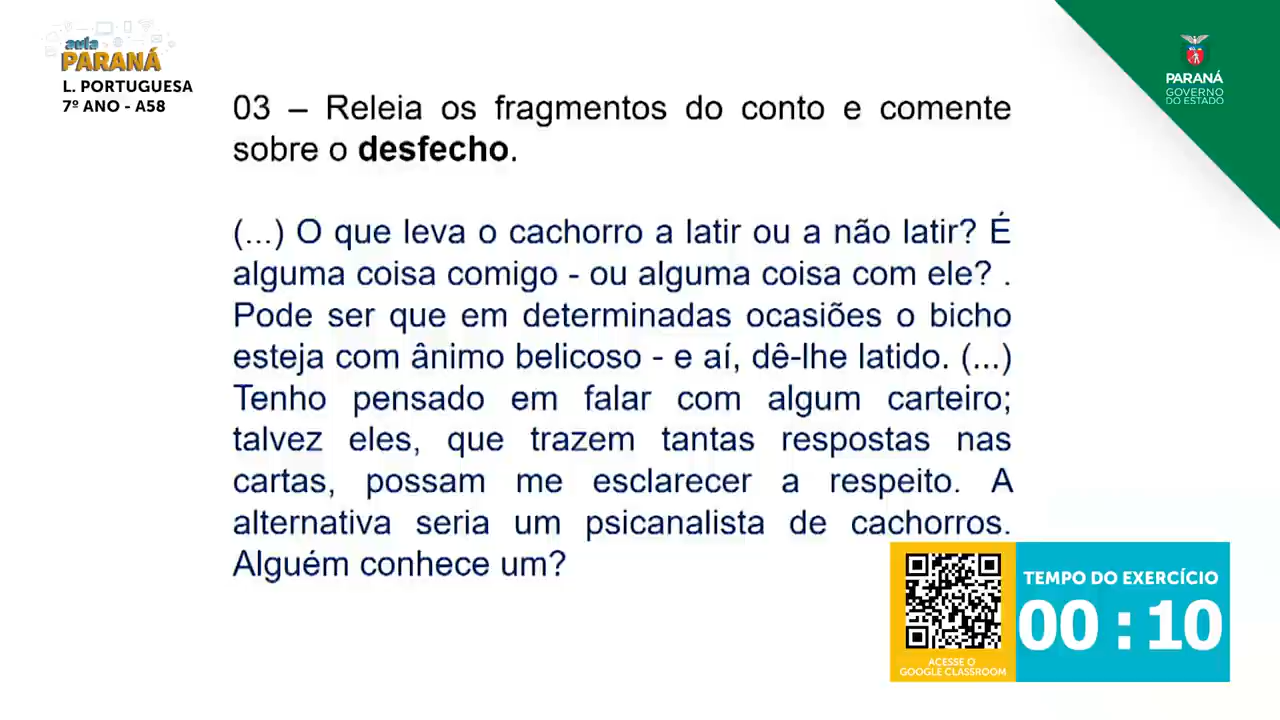 aula
PARANÁ
L. PORTUGUESA
7º ANO - A58
PARANÁ
GOVERNO
DO ESTADO
03 – Releia os fragmentos do conto e comente
sobre o desfecho.
(...) O que leva o cachorro a latir ou a não latir? É
alguma coisa comigo - ou alguma coisa com ele? .
Pode ser que em determinadas ocasiões o bicho
esteja com ânimo belicoso - e aí, dê-lhe latido. (...)
Tenho pensado em falar com algum carteiro;
talvez eles, que trazem tantas respostas nas
cartas, possam me esclarecer a respeito. A
alternativa seria um psicanalista de cachorros.
Alguém conhece um?
ACESSE O
GOOGLE CLASSROOM
TEMPO DO EXERCÍCIO
00 : 10